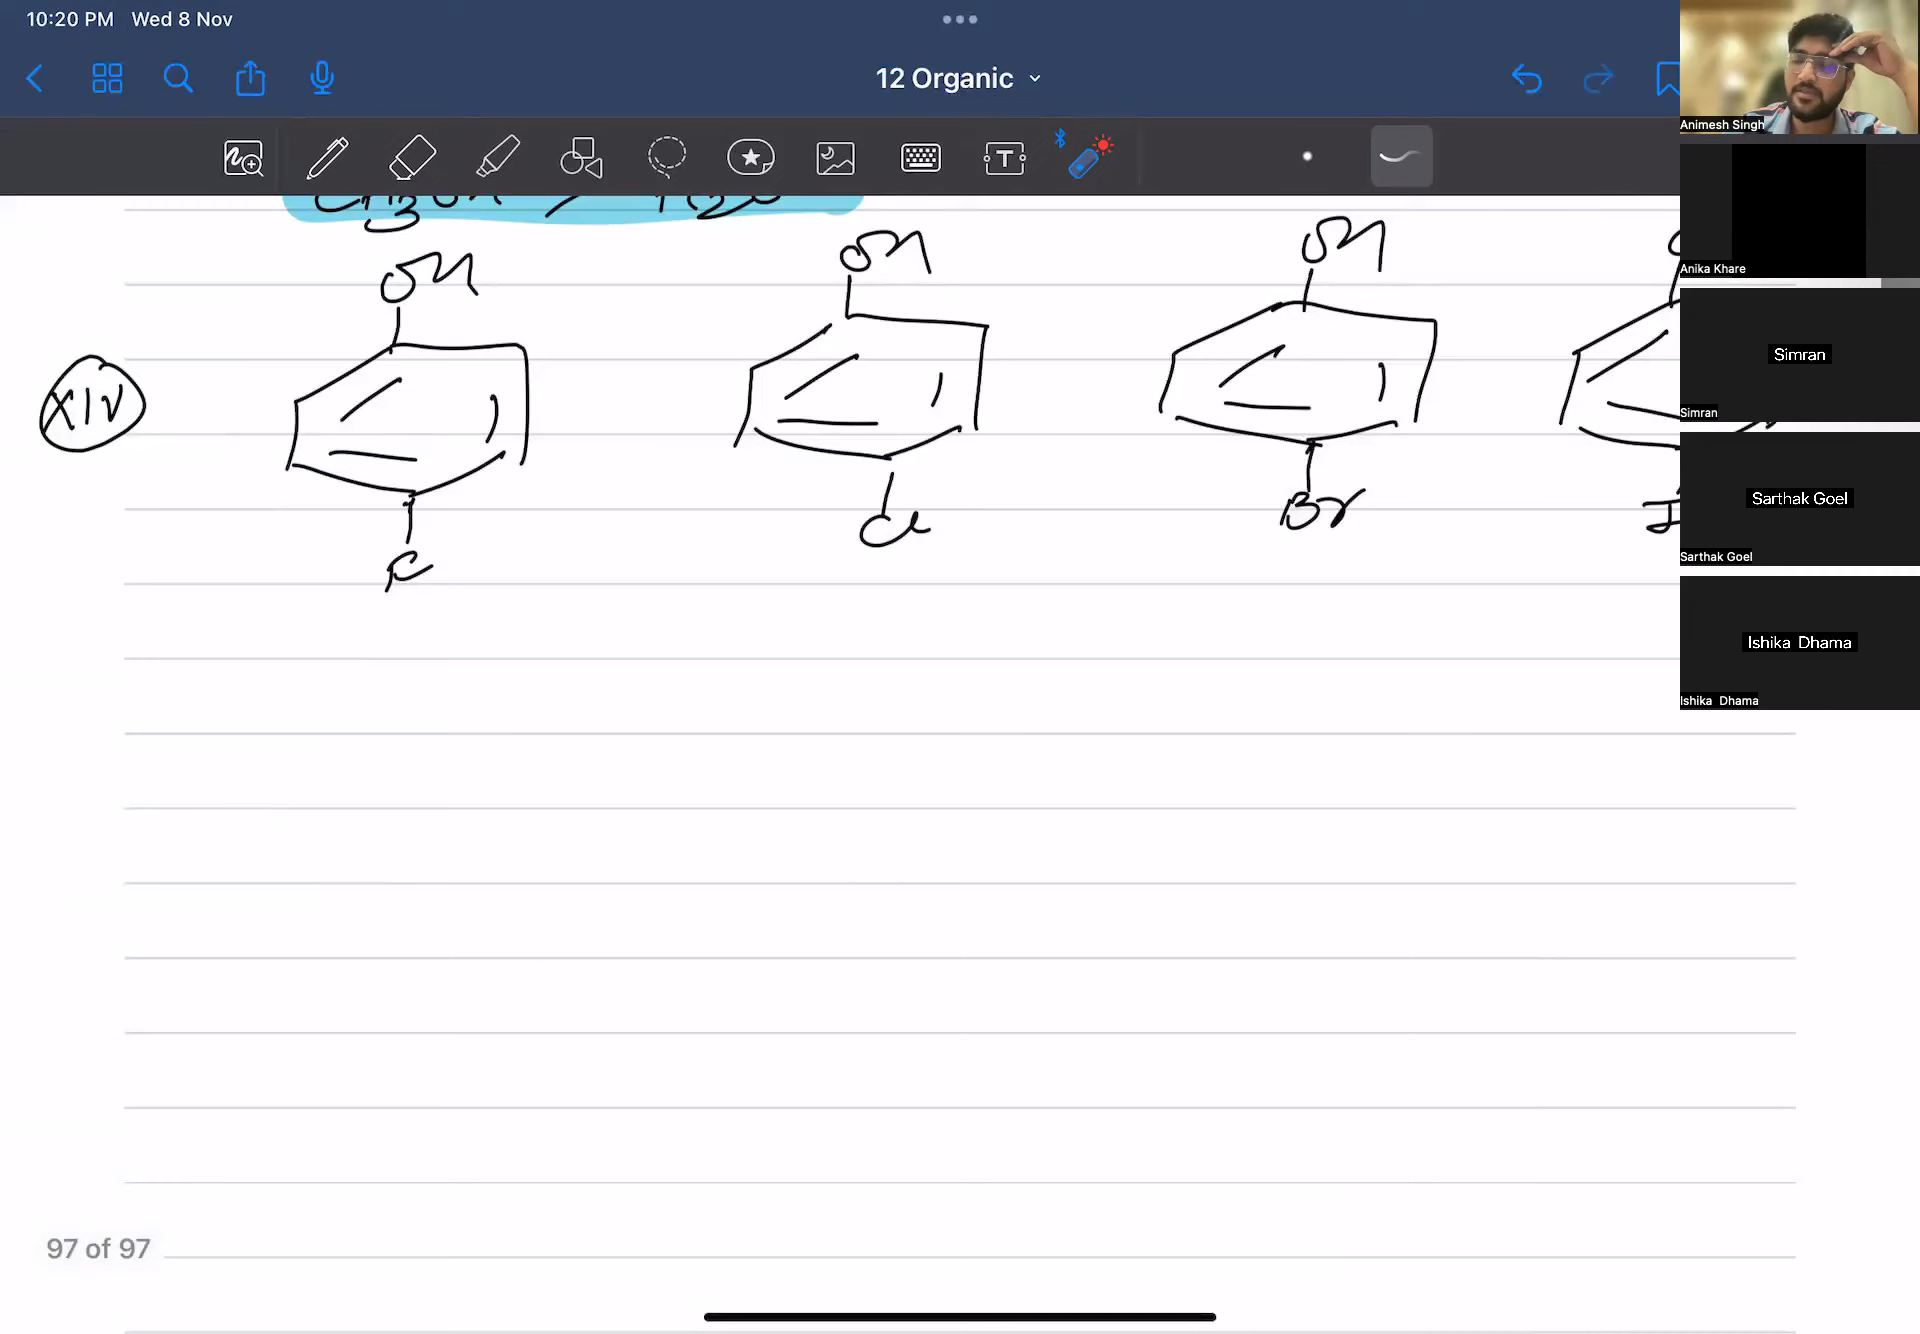 10:20 PM Wed 8 Nov
12 Organic
Animesh Singh
Anika Khare
Simran
Simran
Sarthak Goel
Sarthak Goel
Ishika Dhama
Ishika Dhama
OH OH OH
XIV
F Cl Br I
97 of 97